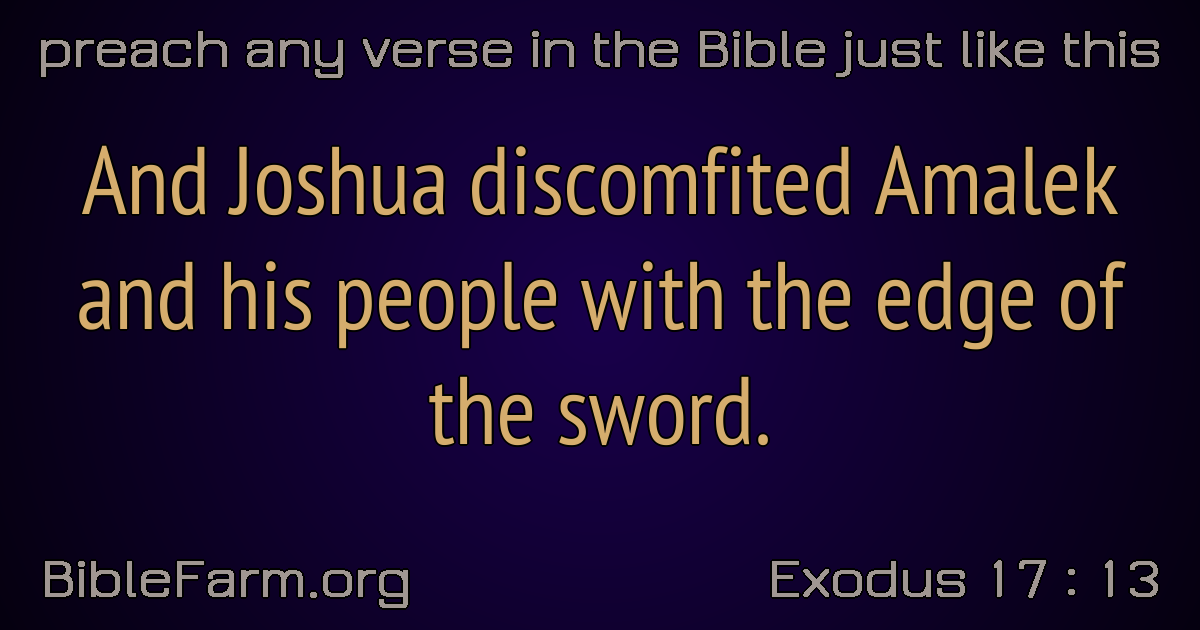 preach any verse in the Bible just like this
And Joshua discomfited Amalek
and his people with the edge of
the sword.
BibleFarm.org
Exodus 17 : 13